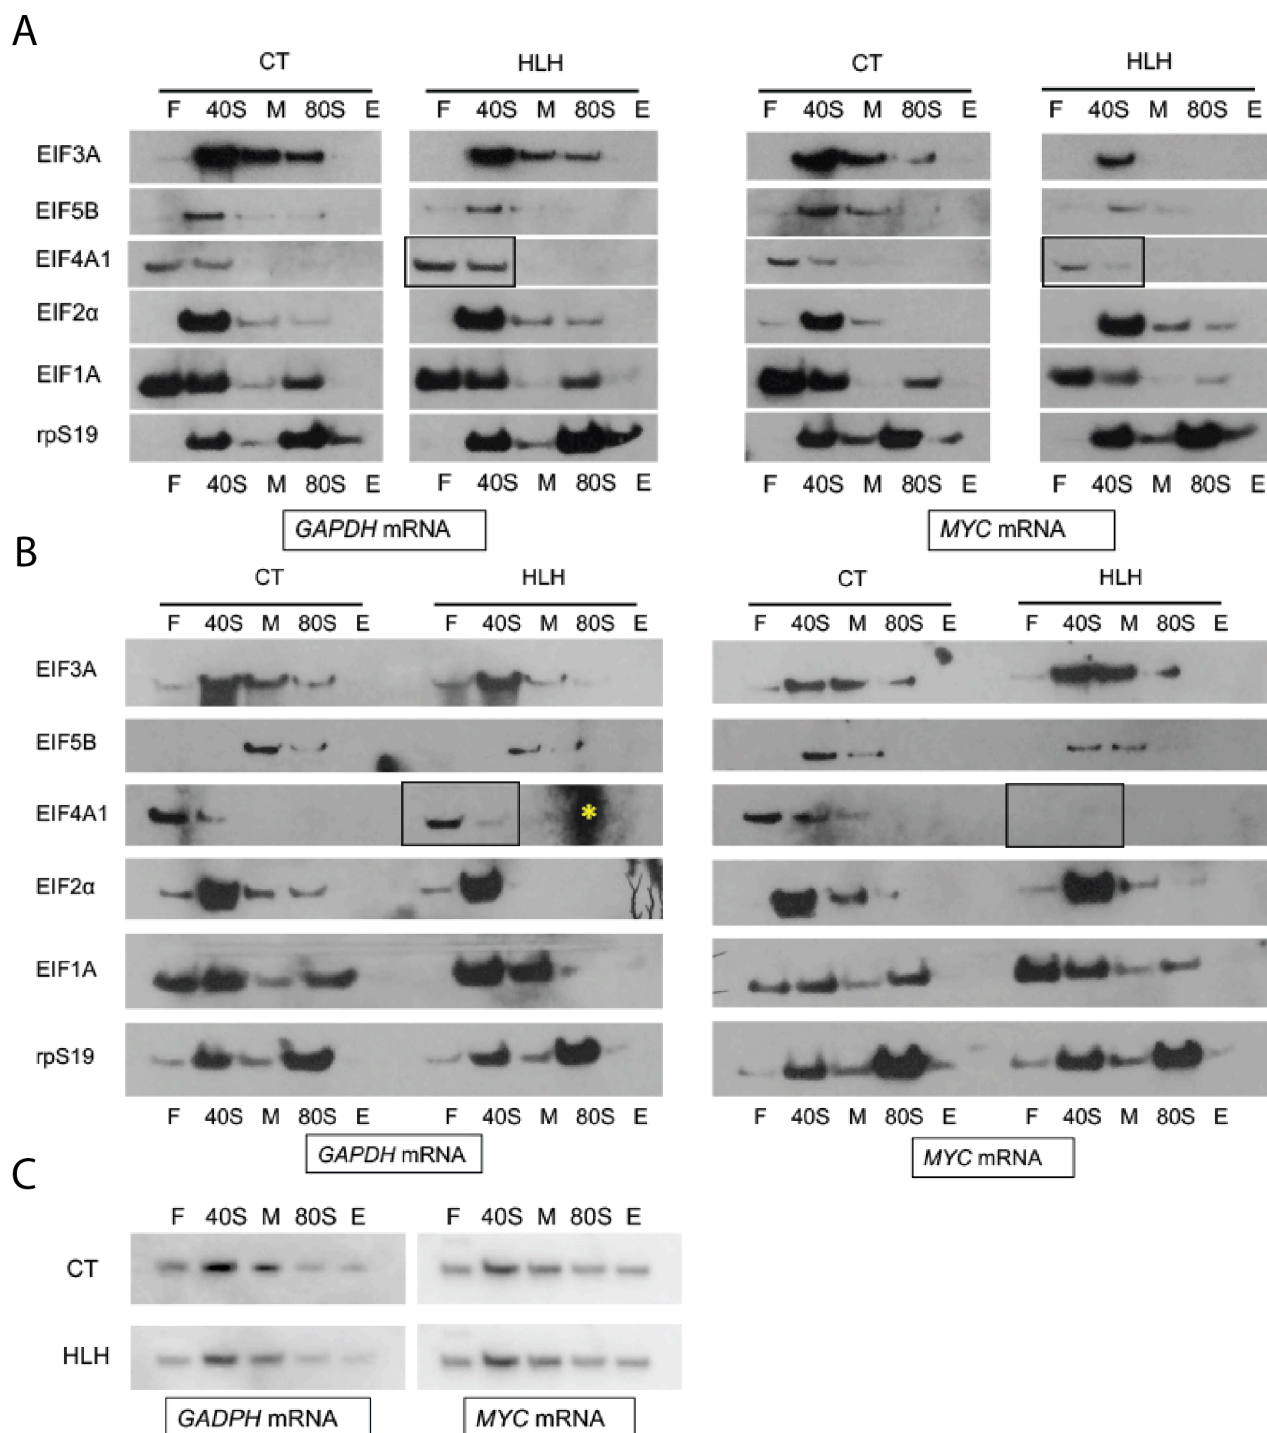 A
CT HLH CT HLH
F 40S M 80S E F 40S M 80S E F 40S M 80S E F 40S M 80S E
EIF3A
EIF5B
EIF4A1
EIF2α
EIF1A
rpS19
F 40S M 80S E F 40S M 80S E F 40S M 80S E F 40S M 80S E
GAPDH mRNA MYC mRNA
B
CT HLH CT HLH
F 40S M 80S E F 40S M 80S E F 40S M 80S E F 40S M 80S E
EIF3A
EIF5B
EIF4A1 *
EIF2α
EIF1A
rpS19
F 40S M 80S E F 40S M 80S E F 40S M 80S E F 40S M 80S E
GAPDH mRNA MYC mRNA
C
F 40S M 80S E F 40S M 80S E
CT
HLH
GADPH mRNA MYC mRNA